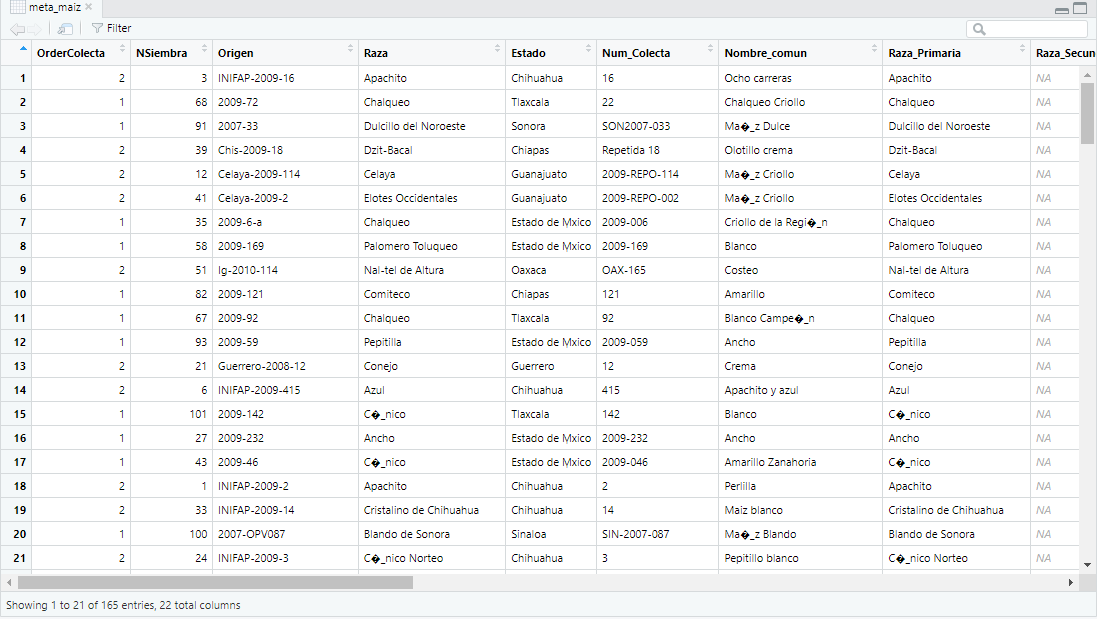 meta_maiz
Filter
OrderColecta NSiembra Origen Raza Estado Num_Colecta Nombre_comun Raza_Primaria Raza_Secun
1 2 3 INIFAP-2009-16 Apachito Chihuahua 16 Ocho carreras Apachito NA
2 1 68 2009-72 Chalqueo Tlaxcala 22 Chalqueo Criollo Chalqueo NA
3 1 91 2007-33 Dulcillo del Noroeste Sonora SON2007-033 Ma�_z Dulce Dulcillo del Noroeste NA
4 2 39 Chis-2009-18 Dzit-Bacal Chiapas Repetida 18 Olotillo crema Dzit-Bacal NA
5 2 12 Celaya-2009-114 Celaya Guanajuato 2009-REPO-114 Ma�_z Criollo Celaya NA
6 2 41 Celaya-2009-2 Elotes Occidentales Guanajuato 2009-REPO-002 Ma�_z Criollo Elotes Occidentales NA
7 1 35 2009-6-a Chalqueo Estado de Mxico 2009-006 Criollo de la Regi�_n Chalqueo NA
8 1 58 2009-169 Palomero Toluqueo Estado de Mxico 2009-169 Blanco Palomero Toluqueo NA
9 2 51 Ig-2010-114 Nal-tel de Altura Oaxaca OAX-165 Costeo Nal-tel de Altura NA
10 1 82 2009-121 Comiteco Chiapas 121 Amarillo Comiteco NA
11 1 67 2009-92 Chalqueo Tlaxcala 92 Blanco Campe�_n Chalqueo NA
12 1 93 2009-59 Pepitilla Estado de Mxico 2009-059 Ancho Pepitilla NA
13 2 21 Guerrero-2008-12 Conejo Guerrero 12 Crema Conejo NA
14 2 6 INIFAP-2009-415 Azul Chihuahua 415 Apachito y azul Azul NA
15 1 101 2009-142 C�_nico Tlaxcala 142 Blanco C�_nico NA
16 1 27 2009-232 Ancho Estado de Mxico 2009-232 Ancho Ancho NA
17 1 43 2009-46 C�_nico Estado de Mxico 2009-046 Amarillo Zanahoria C�_nico NA
18 2 1 INIFAP-2009-2 Apachito Chihuahua 2 Perlilla Apachito NA
19 2 33 INIFAP-2009-14 Cristalino de Chihuahua Chihuahua 14 Maiz blanco Cristalino de Chihuahua NA
20 1 100 2007-OPV087 Blando de Sonora Sinaloa SIN-2007-087 Ma�_z Blando Blando de Sonora NA
21 2 24 INIFAP-2009-3 C�_nico Norteo Chihuahua 3 Pepitillo blanco C�_nico Norteo NA
Showing 1 to 21 of 165 entries, 22 total columns